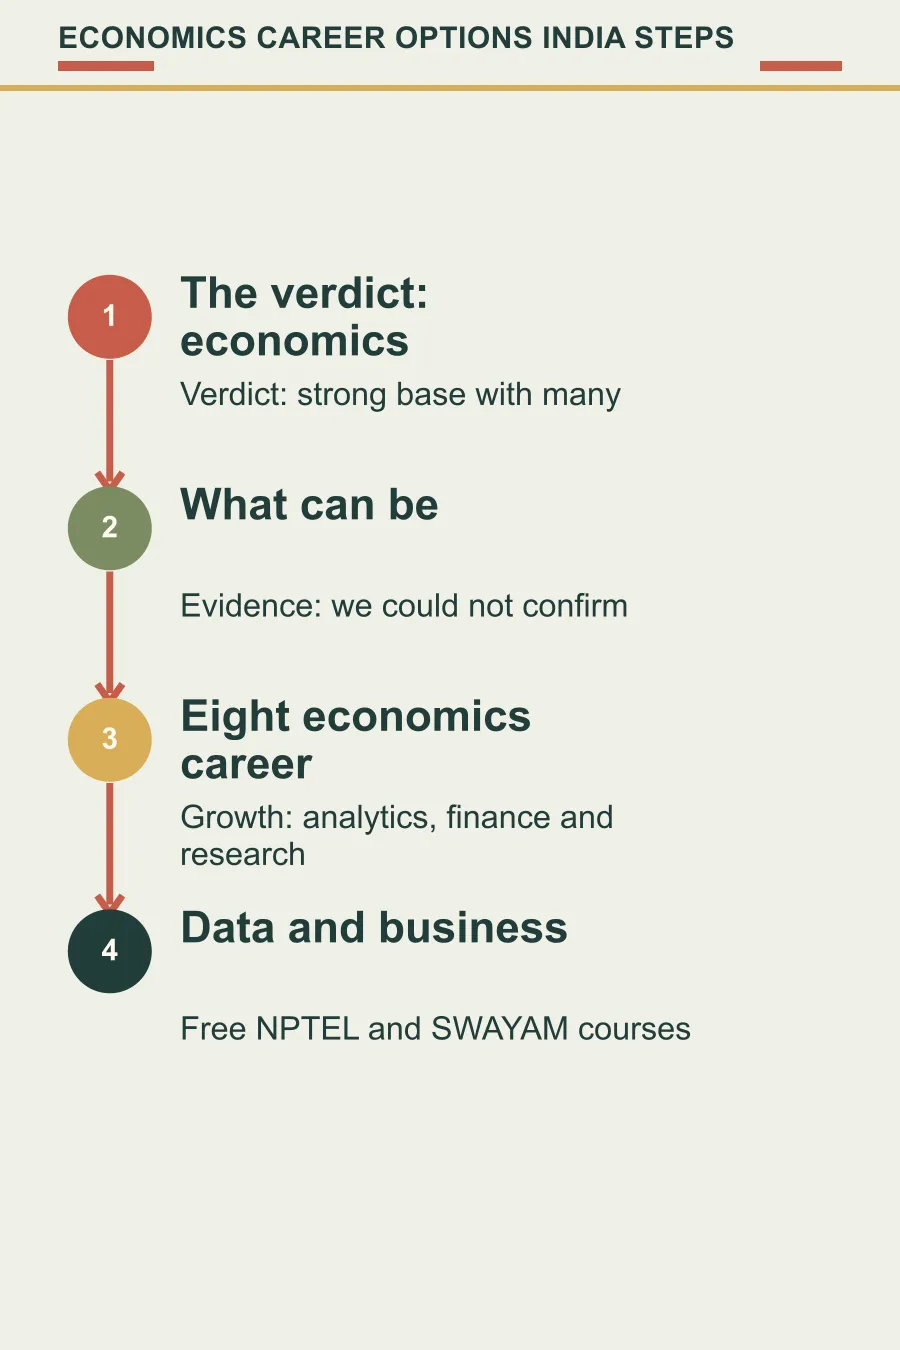 ECONOMICS CAREER OPTIONS INDIA STEPS
1
The verdict:
economics
Verdict: strong base with many
2
What can be
Evidence: we could not confirm
3
Eight economics
career
Growth: analytics, finance and
research
4
Data and business
Free NPTEL and SWAYAM courses